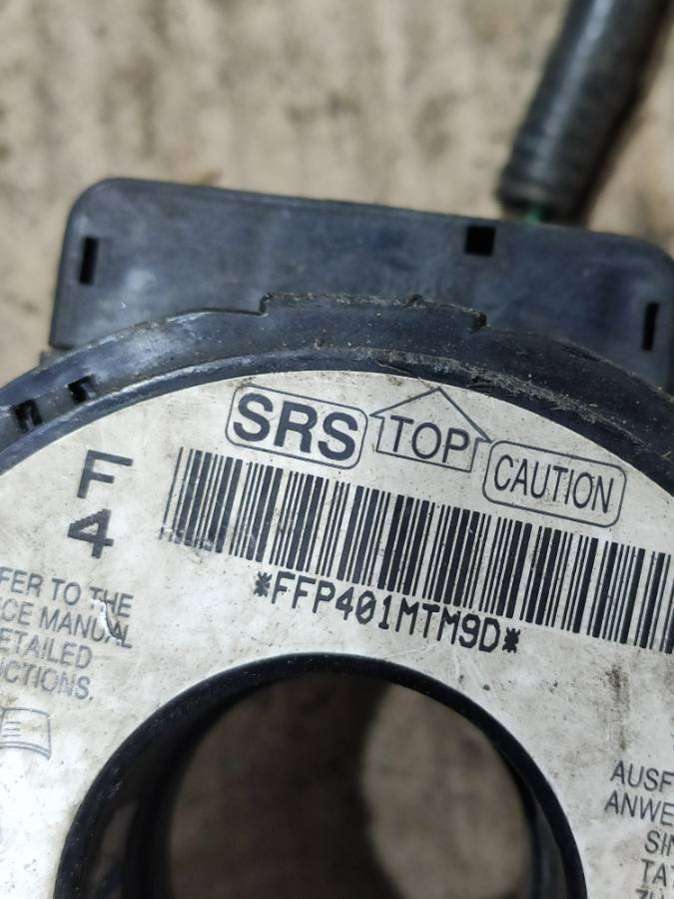 SRS
TOP
CAUTION
F
4
*FFP401MTM9D*
FER TO THE
CE MANUAL
ETAILED
CTIONS.
AUSF
ANWE
SIN
TAT